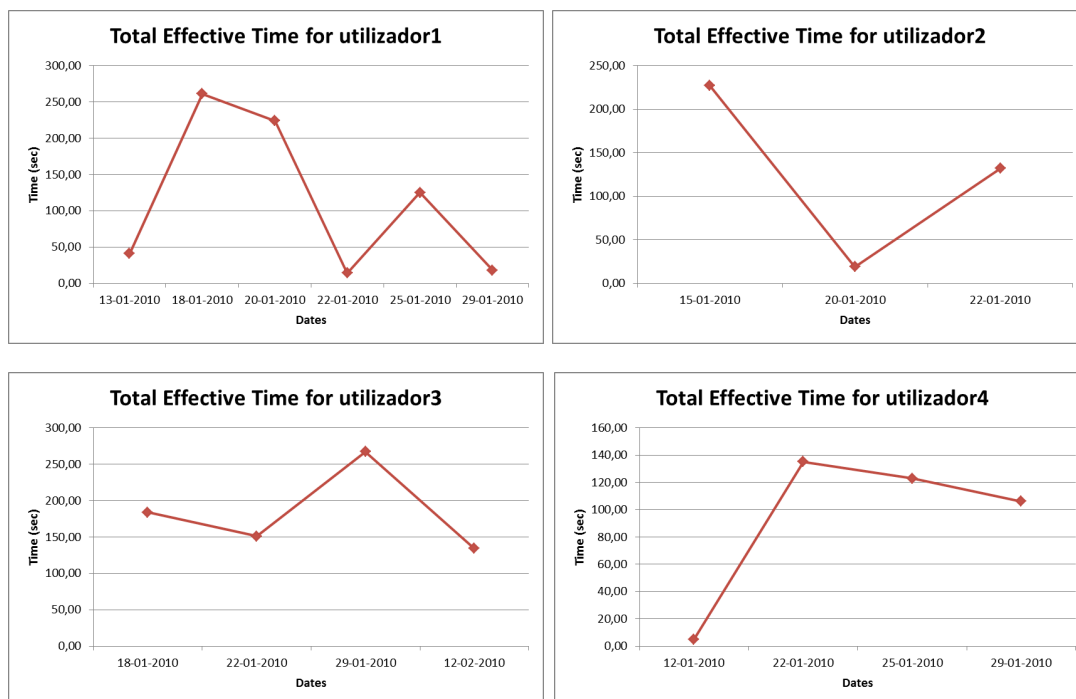 Total Effective Time for utilizador1
300,00
250,00
200,00
150,00
100,00
50,00
0,00
Time (sec)
13-01-2010 18-01-2010 20-01-2010 22-01-2010 25-01-2010 29-01-2010
Dates
Total Effective Time for utilizador2
250,00
200,00
150,00
100,00
50,00
0,00
Time (sec)
15-01-2010 20-01-2010 22-01-2010
Dates
Total Effective Time for utilizador3
300,00
250,00
200,00
150,00
100,00
50,00
0,00
Time (sec)
18-01-2010 22-01-2010 29-01-2010 12-02-2010
Dates
Total Effective Time for utilizador4
160,00
140,00
120,00
100,00
80,00
60,00
40,00
20,00
0,00
Time (sec)
12-01-2010 22-01-2010 25-01-2010 29-01-2010
Dates